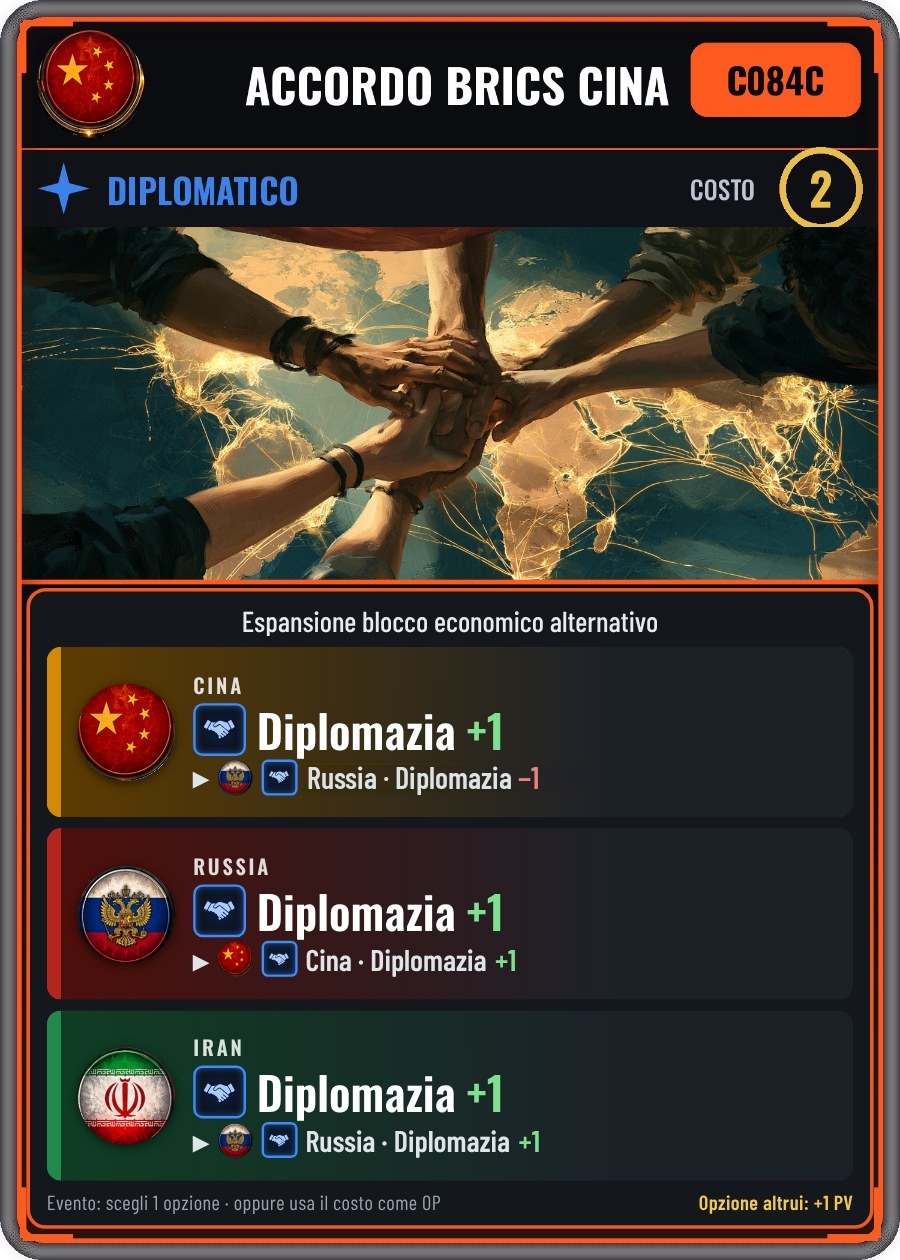 ACCORDO BRICS CINA
C084C
DIPLOMATICO
COSTO
2
Espansione blocco economico alternativo
CINA
Diplomazia +1
▶ Russia · Diplomazia −1
RUSSIA
Diplomazia +1
▶ Cina · Diplomazia +1
IRAN
Diplomazia +1
▶ Russia · Diplomazia +1
Evento: scegli 1 opzione · oppure usa il costo come OP
Opzione altrui: +1 PV